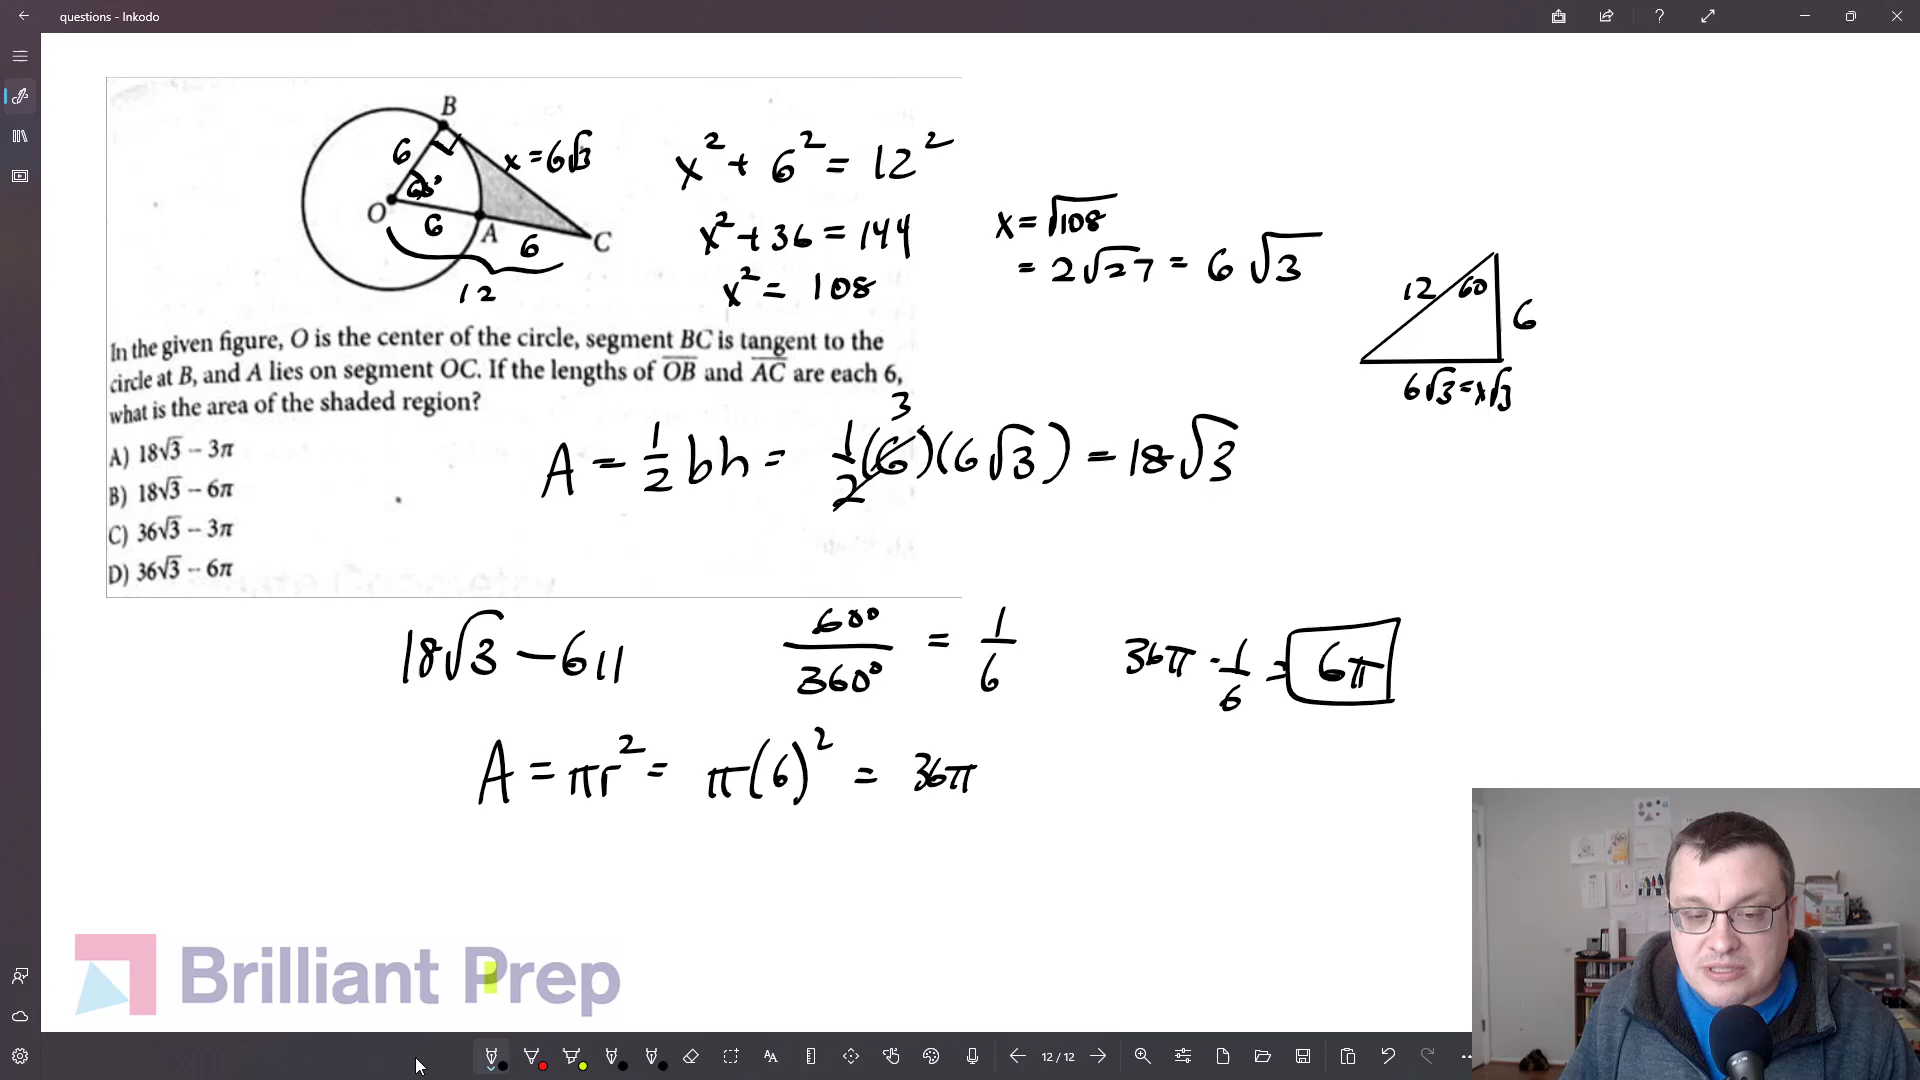 questions - Inkodo
B
6
x = 6√3
60°
O
6
A
6
C
12
x² + 6² = 12²
x² + 36 = 144
x² = 108
x = √108
= 2√27 = 6√3
12
60
6
6√3 = x√3
In the given figure, O is the center of the circle, segment BC is tangent to the
circle at B, and A lies on segment OC. If the lengths of OB and AC are each 6,
what is the area of the shaded region?
A) 18√3 – 3π
B) 18√3 – 6π
C) 36√3 – 3π
D) 36√3 – 6π
3
A = 1/2 bh = 1/2 (6)(6√3) = 18√3
18√3 – 6π
60°/360° = 1/6
36π · 1/6 = 6π
A = πr² = π(6)² = 36π
Brilliant Prep
12 / 12